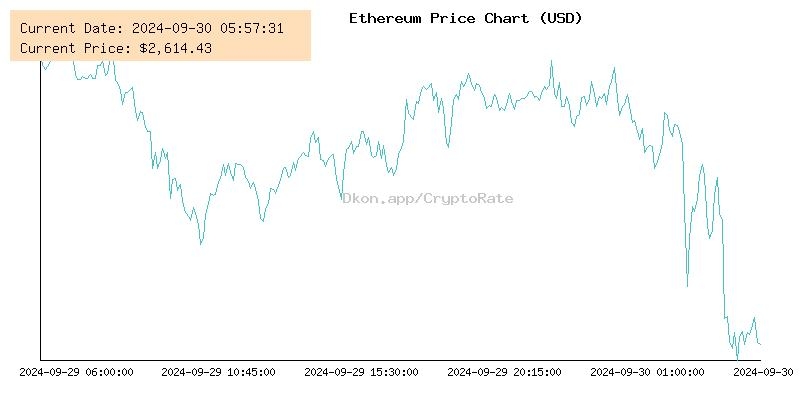 Ethereum Price Chart (USD)
Current Date: 2024-09-30 05:57:31
Current Price: $2,614.43
Dkon.app/CryptoRate
2024-09-29 06:00:00 2024-09-29 10:45:00 2024-09-29 15:30:00 2024-09-29 20:15:00 2024-09-30 01:00:00 2024-09-30